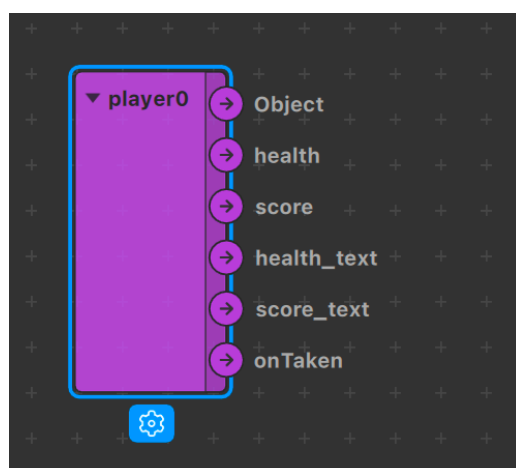 player0
Object
health
score
health_text
score_text
onTaken